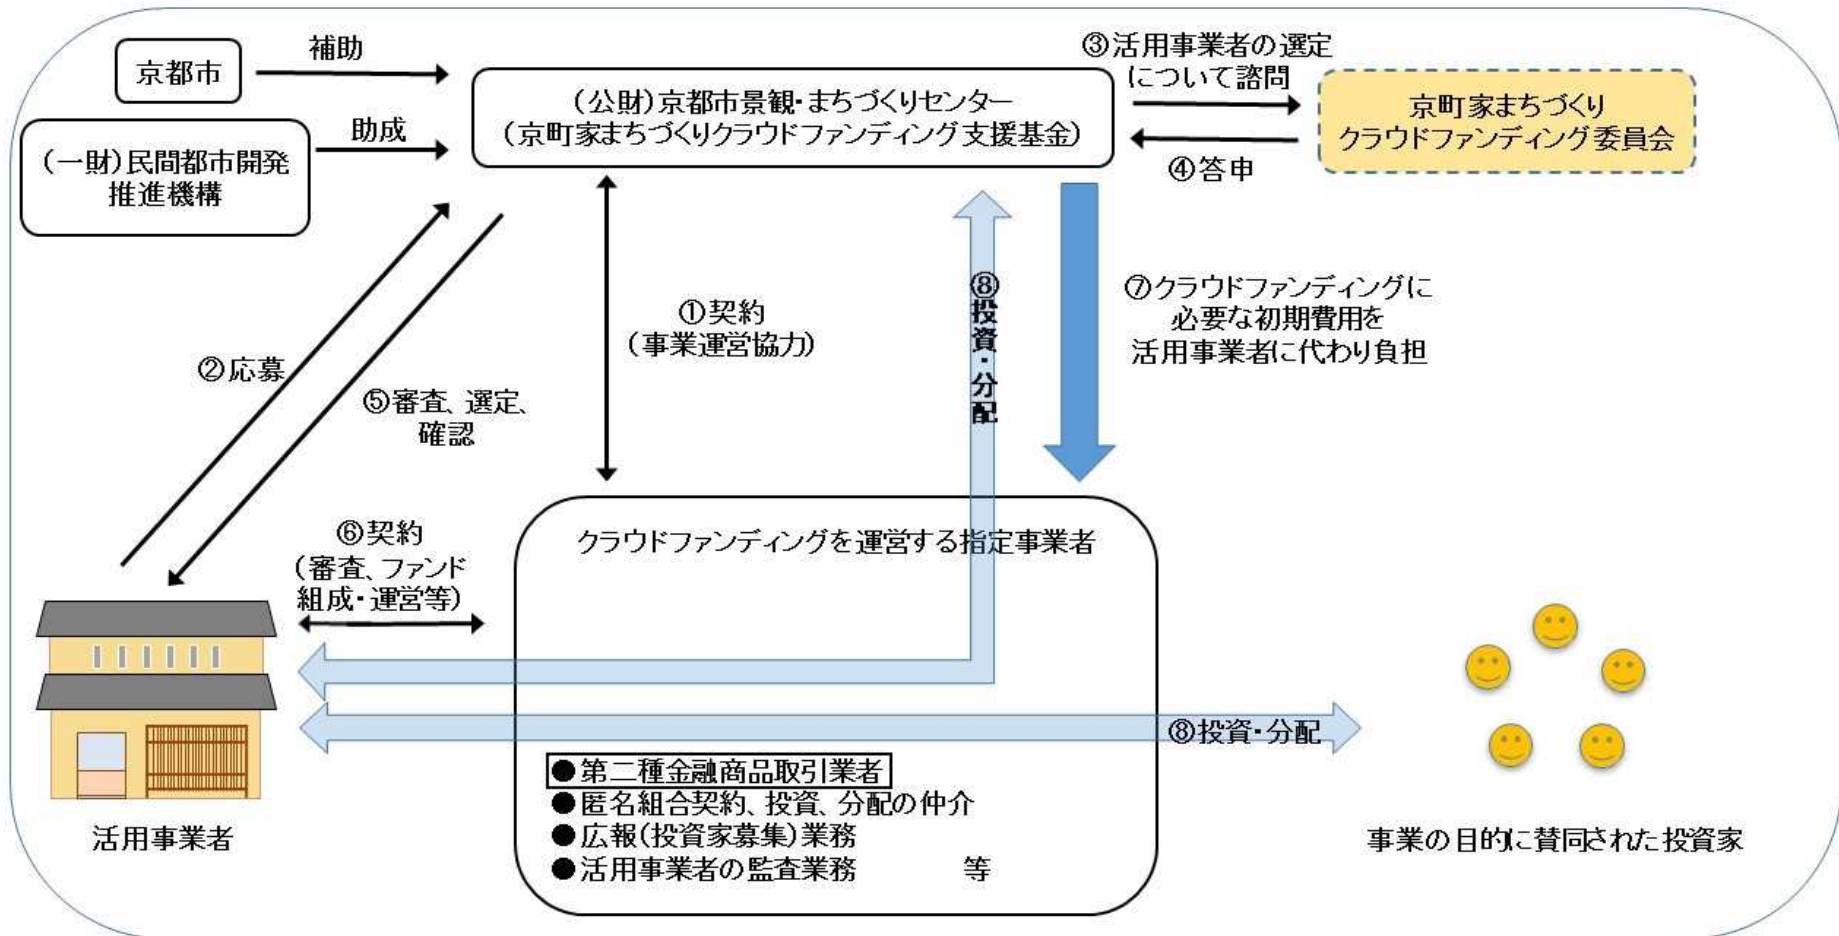 京都市
補助
(一財)民間都市開発
推進機構
助成
(公財)京都市景観・まちづくりセンター
(京町家まちづくりクラウドファンディング支援基金)
③活用事業者の選定
について諮問
④答申
京町家まちづくり
クラウドファンディング委員会
①契約
(事業運営協力)
②応募
⑤審査、選定、
確認
⑧投資・分配
⑦クラウドファンディングに
必要な初期費用を
活用事業者に代わり負担
⑥契約
(審査、ファンド
組成・運営等)
クラウドファンディングを運営する指定事業者
⑧投資・分配
●第二種金融商品取引業者
●匿名組合契約、投資、分配の仲介
●広報(投資家募集)業務
●活用事業者の監査業務 等
活用事業者
事業の目的に賛同された投資家